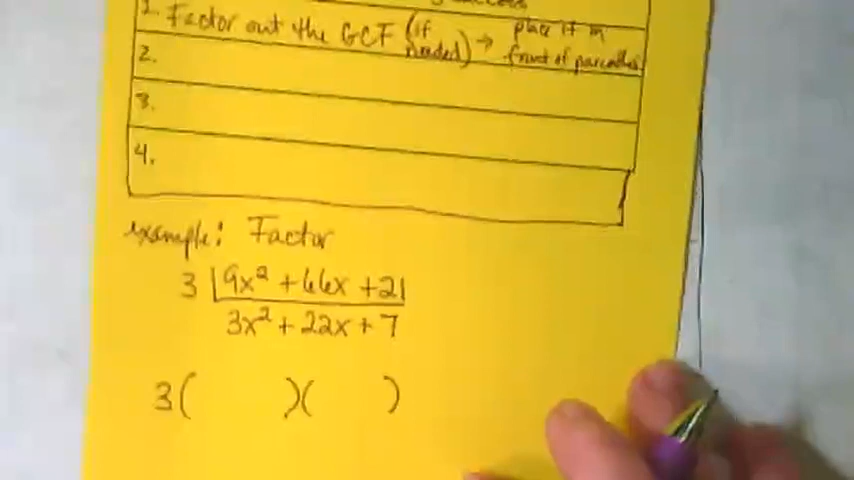 1. Factor out the GCF (if needed) → place it in front of parentheses
2.
3.
4.
example: Factor
3 9x² + 66x + 21
3x² + 22x + 7
3( )( )